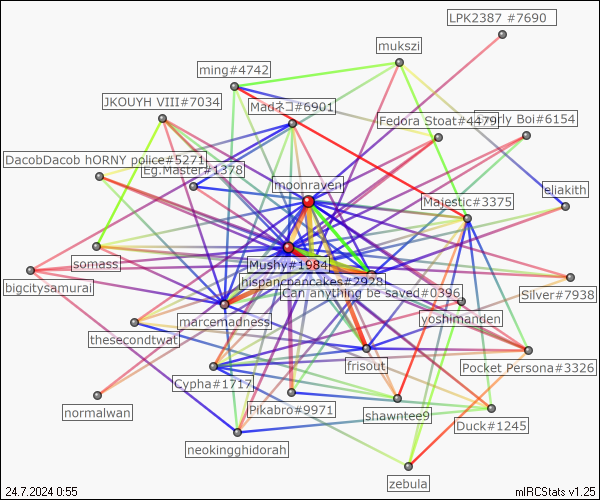 LPK2387 #7690
mukszi
ming#4742
JKOUYH VIII#7034
Madネコ#6901
Fedora Stoat#4479
rly Boi#6154
DacobDacob hORNY police#5271
Eg.Master#1378
moonraven
eliakith
Majestic#3375
somass
Mushy#1984
bigcitysamurai
hispanicpancakes#2928
Can anything be saved#0396
Silver#7938
marcemadness
yoshimanden
thesecondtwat
frisout
Pocket Persona#3326
Cypha#1717
normalwan
Pikabro#9971
shawntee9
Duck#1245
neokingghidorah
zebula
24.7.2024 0:55
mIRCStats v1.25